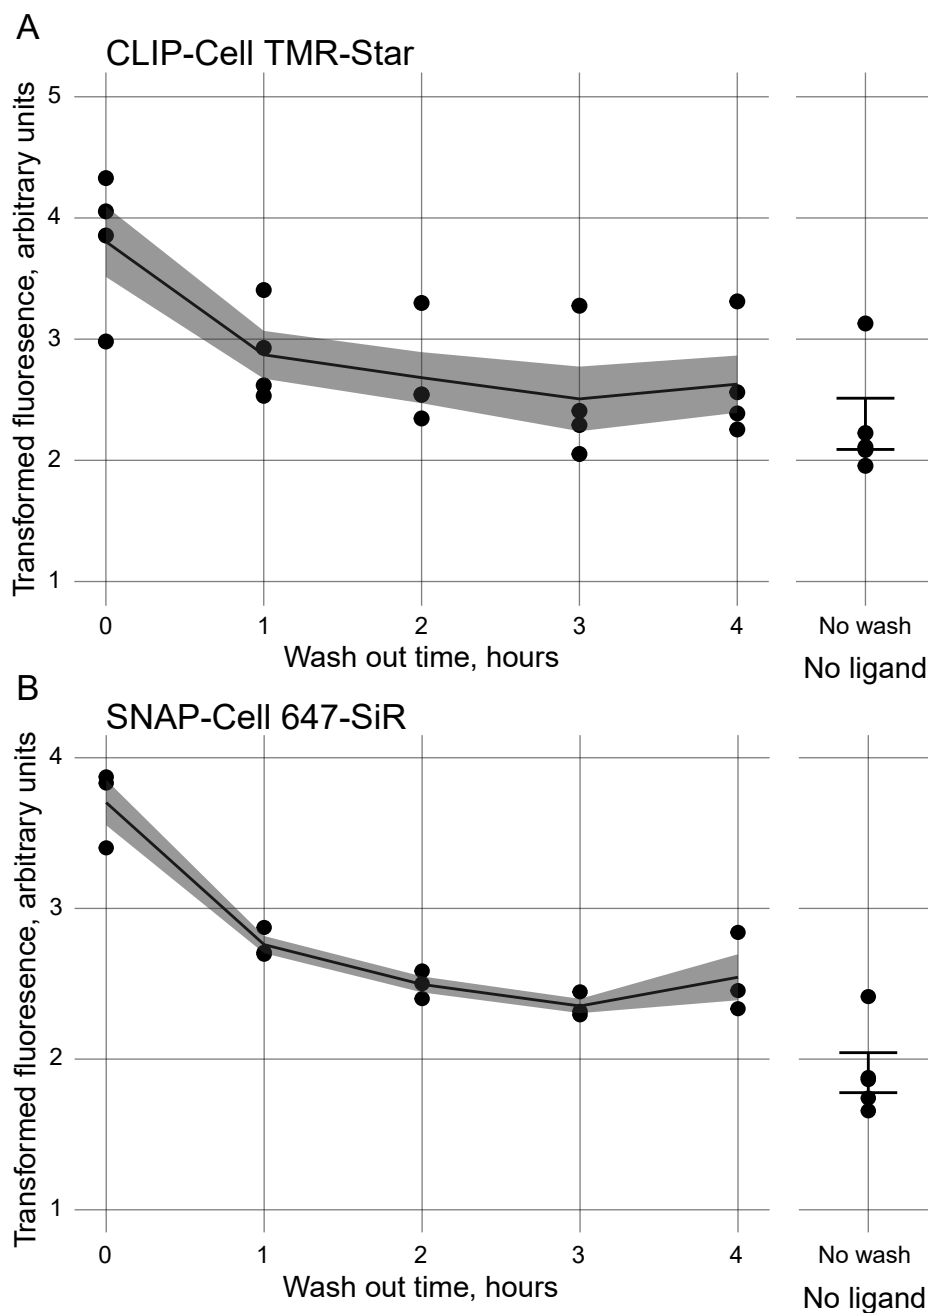 A
CLIP-Cell TMR-Star
Transformed fluoresence, arbitrary units
5
4
3
2
1
0 1 2 3 4
Wash out time, hours
No wash
No ligand
B
SNAP-Cell 647-SiR
Transformed fluoresence, arbitrary units
4
3
2
1
0 1 2 3 4
Wash out time, hours
No wash
No ligand